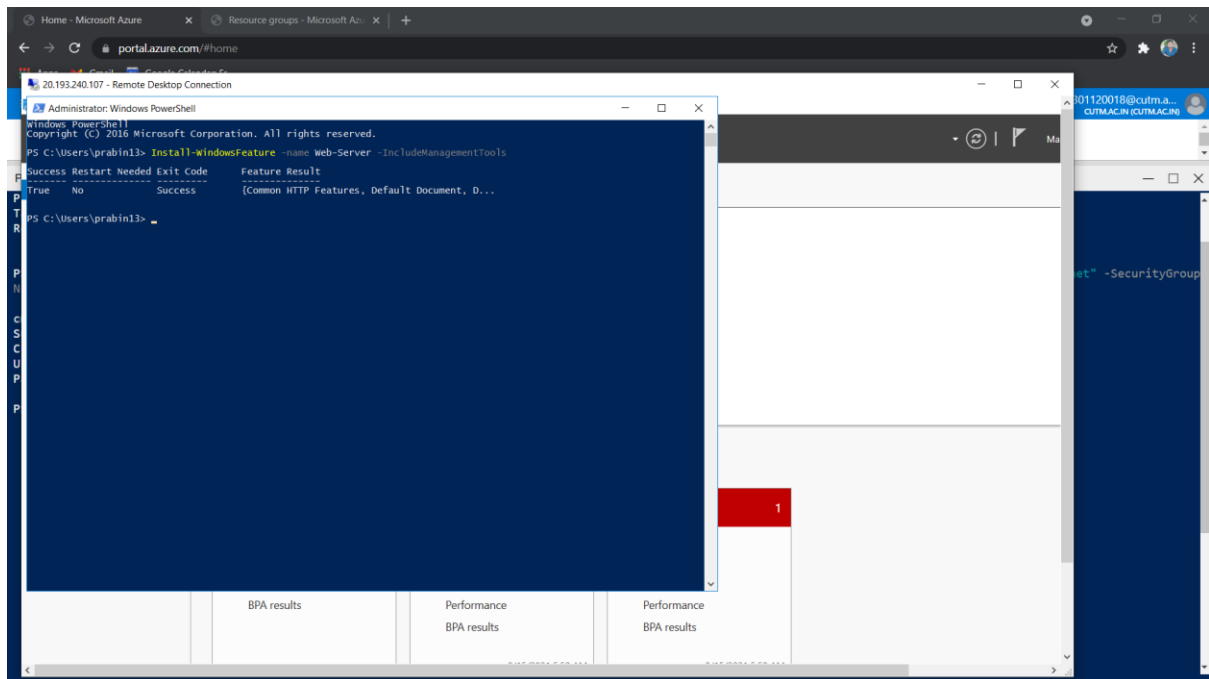 Home - Microsoft Azure
Resource groups - Microsoft Az
portal.azure.com/#home
20.193.240.107 - Remote Desktop Connection
301120018@cutm.a...
CUTM.AC.IN (CUTM.AC.IN)
Administrator: Windows PowerShell
Windows PowerShell
Copyright (C) 2016 Microsoft Corporation. All rights reserved.
PS C:\Users\prabin13> Install-WindowsFeature -name Web-Server -IncludeManagementTools
Success Restart Needed Exit Code Feature Result
------- -------------- --------- --------------
True No Success {Common HTTP Features, Default Document, D...
PS C:\Users\prabin13>
Ma
et" -SecurityGroup
1
BPA results
Performance
BPA results
Performance
BPA results